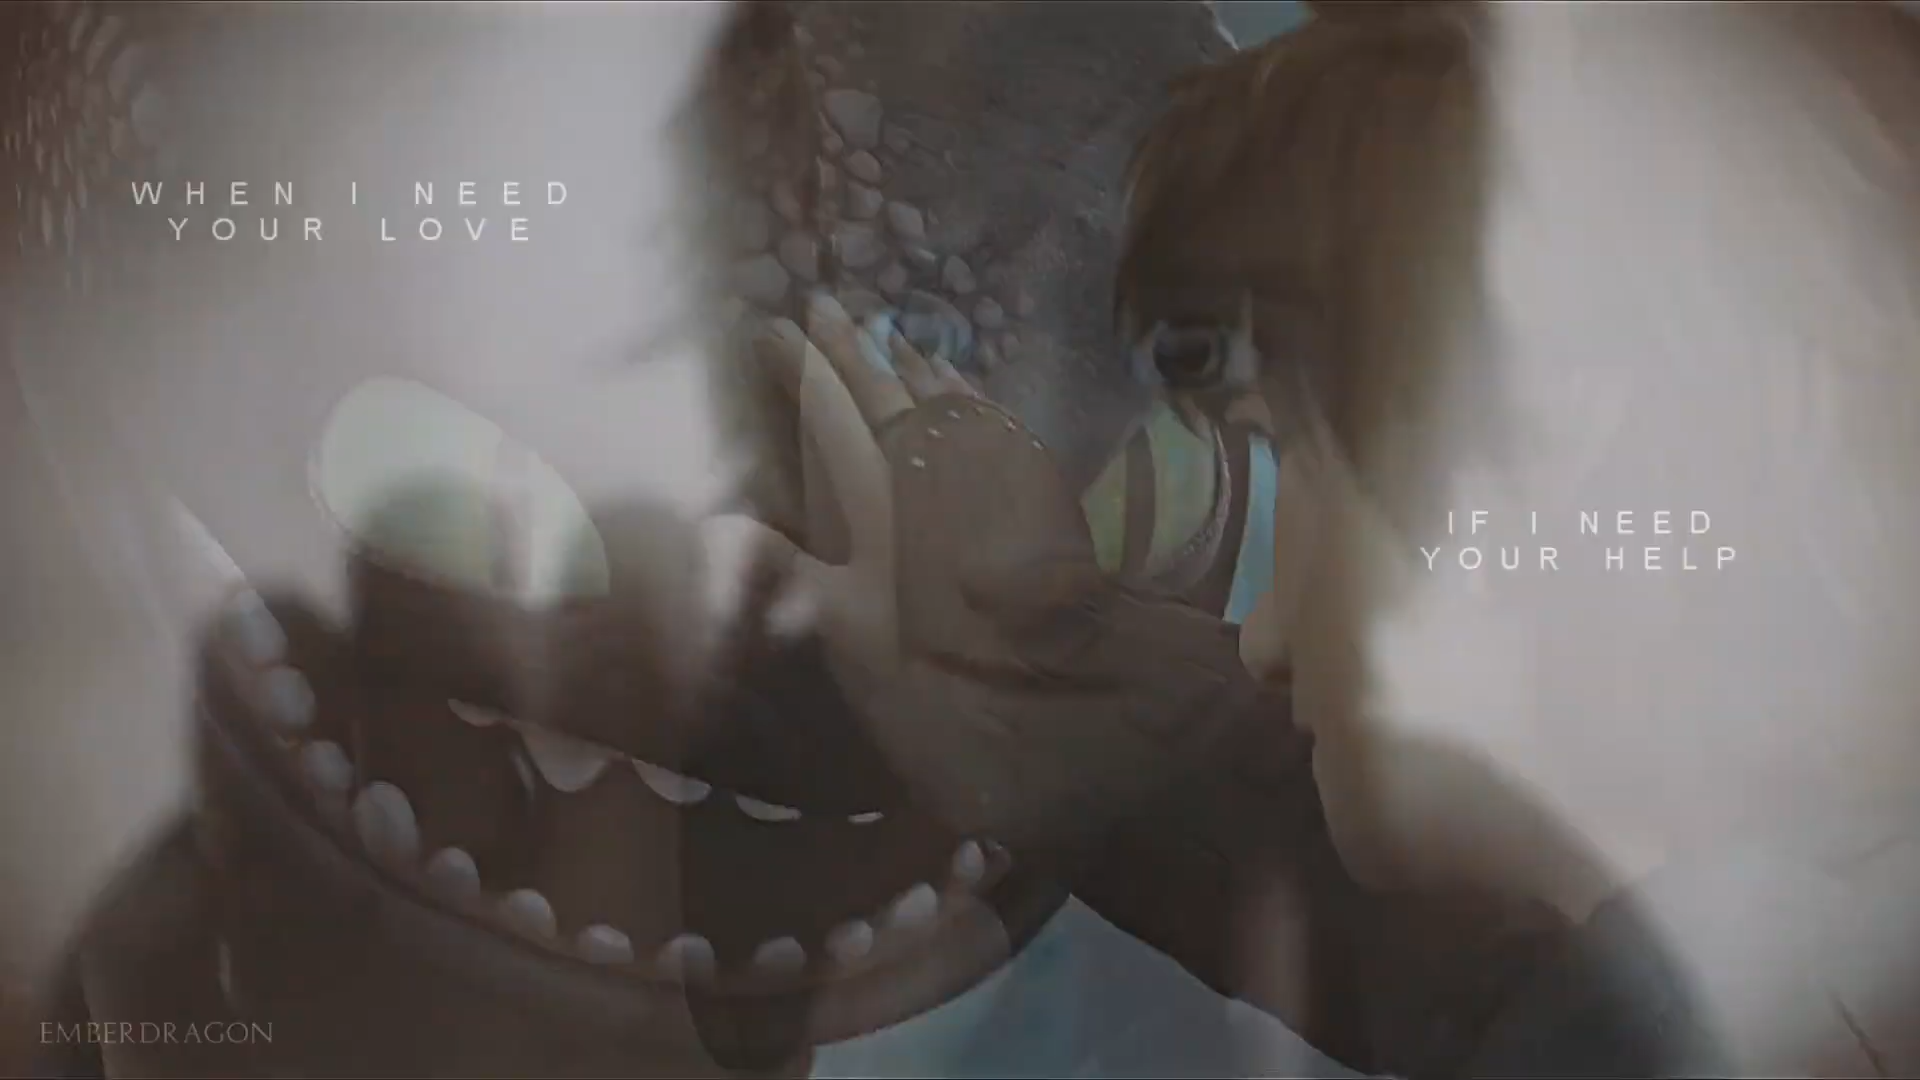 WHEN I NEED
YOUR LOVE
IF I NEED
YOUR HELP
EMBERDRAGON